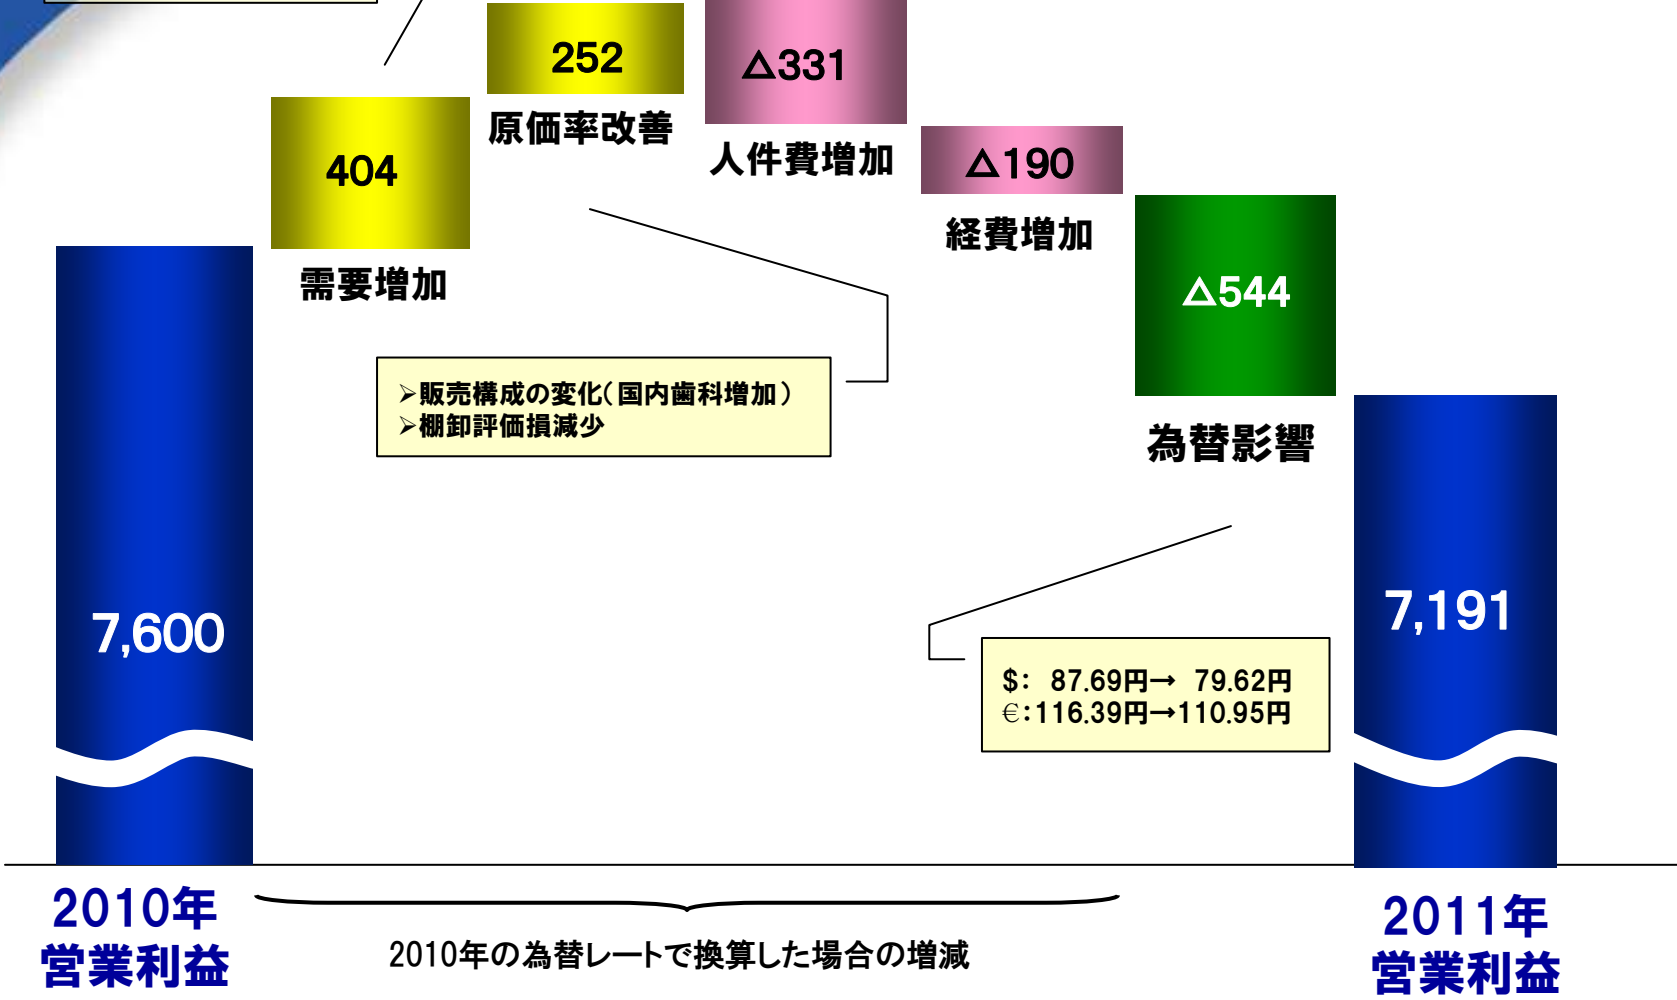 252
△331
原価率改善
404
人件費増加
△190
経費増加
需要増加
△544
➢販売構成の変化(国内歯科増加)
➢棚卸評価損減少
為替影響
7,600
7,191
$: 87.69円→ 79.62円
€:116.39円→110.95円
2010年
営業利益
2010年の為替レートで換算した場合の増減
2011年
営業利益